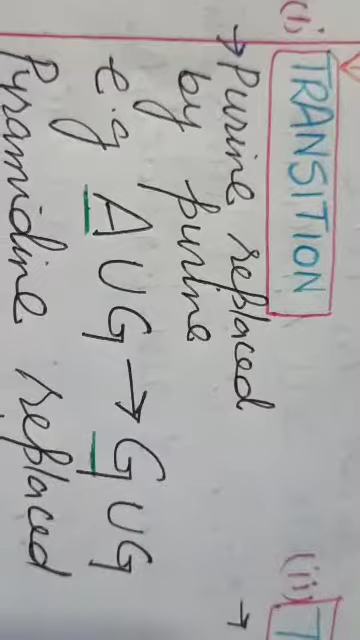 (i) TRANSITION
→ Purine replaced
by purine
e.g AUG → GUG
Pyramidine replaced
(ii) T
→